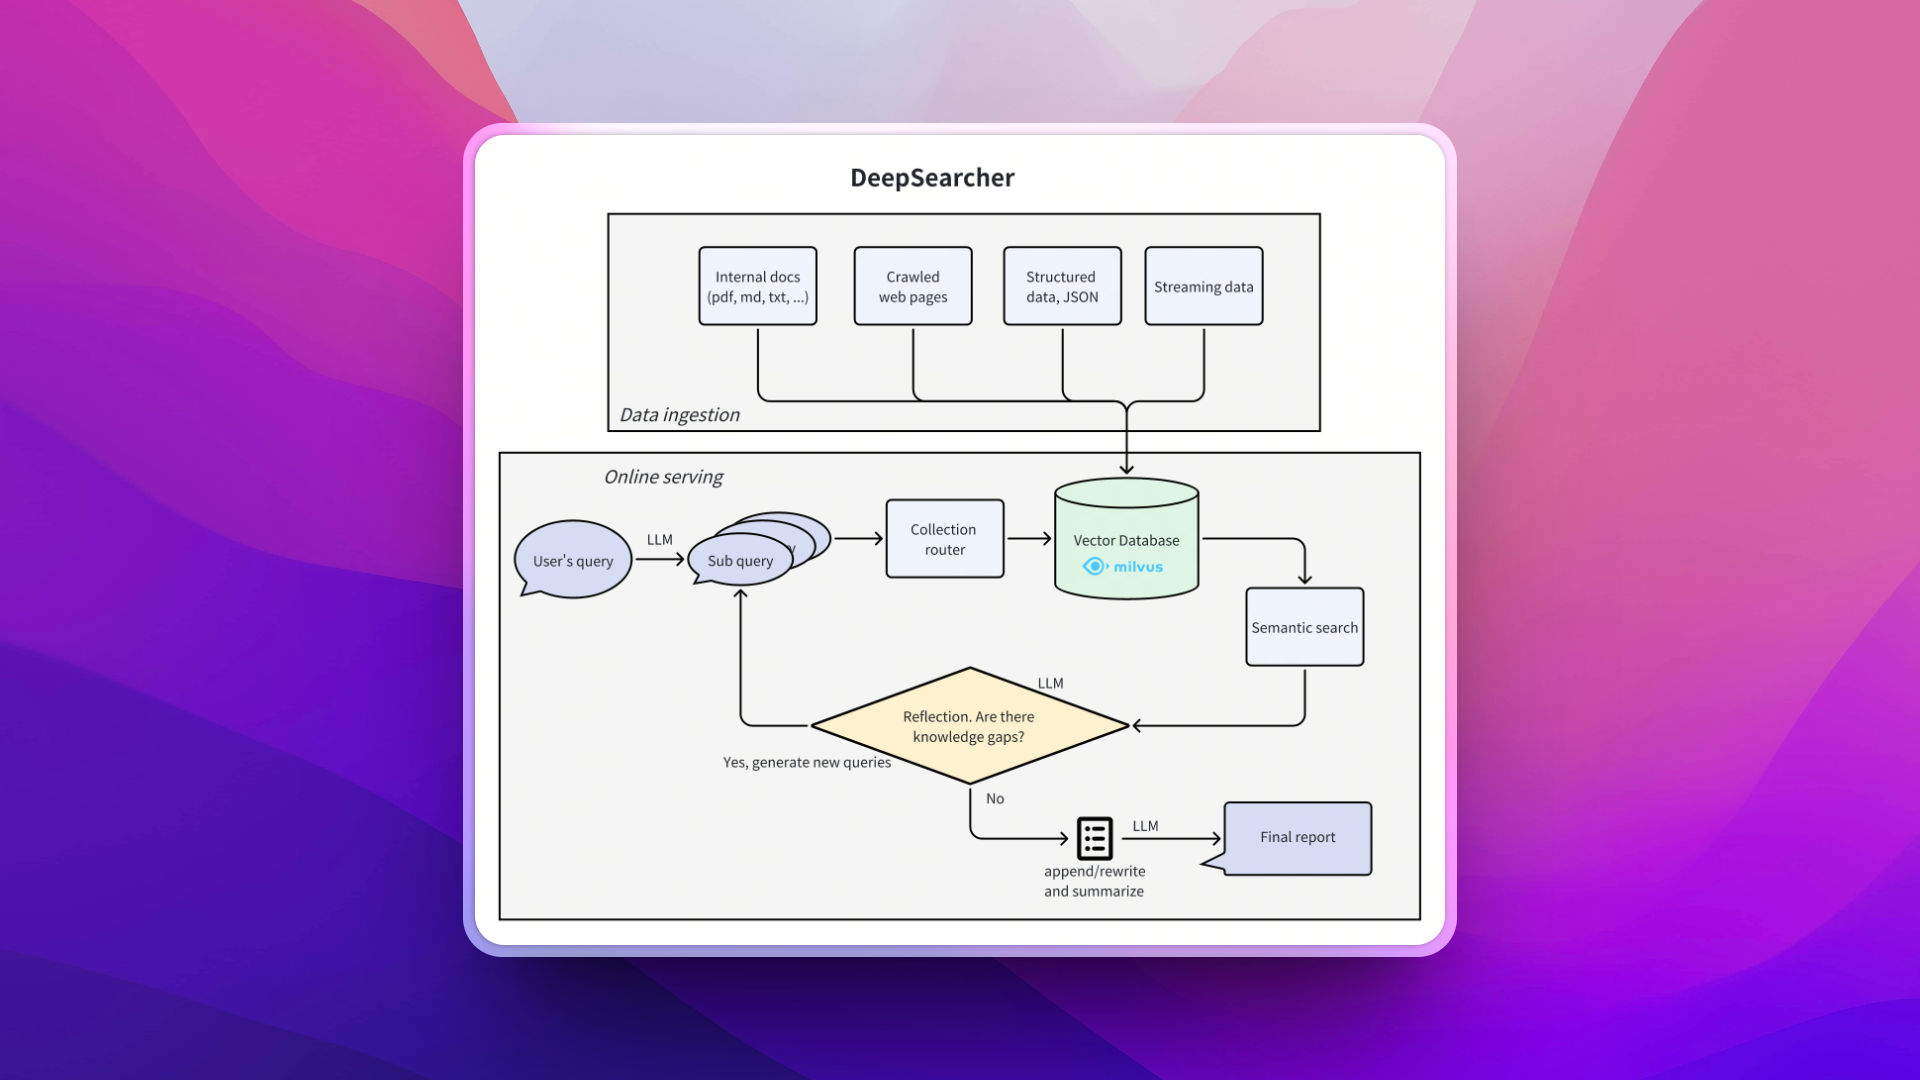 DeepSearcher
Internal docs
(pdf, md, txt, ...)
Crawled
web pages
Structured
data, JSON
Streaming data
Data ingestion
Online serving
User's query
LLM
Sub query
y
Collection
router
Vector Database
milvus
Semantic search
LLM
Reflection. Are there
knowledge gaps?
Yes, generate new queries
No
append/rewrite
and summarize
LLM
Final report